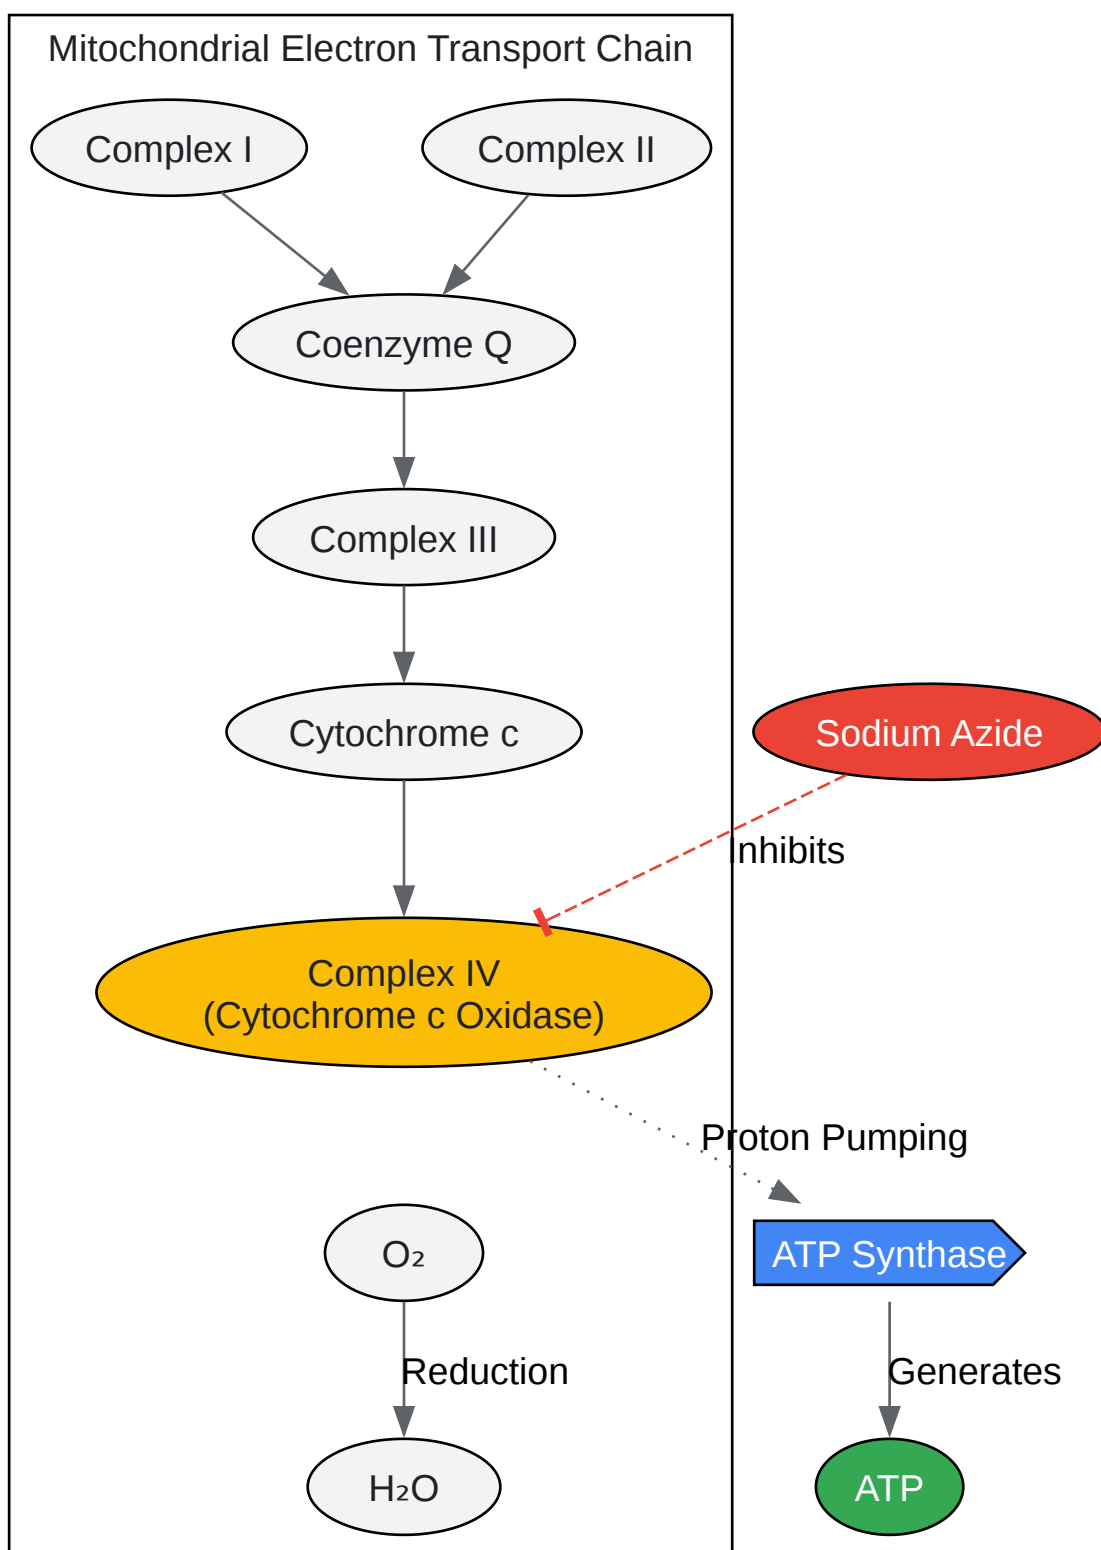 Mitochondrial Electron Transport Chain
Complex I
Complex II
Coenzyme Q
Complex III
Cytochrome c
Sodium Azide
Inhibits
Complex IV
(Cytochrome c Oxidase)
Proton Pumping
O₂
ATP Synthase
Reduction
Generates
H₂O
ATP